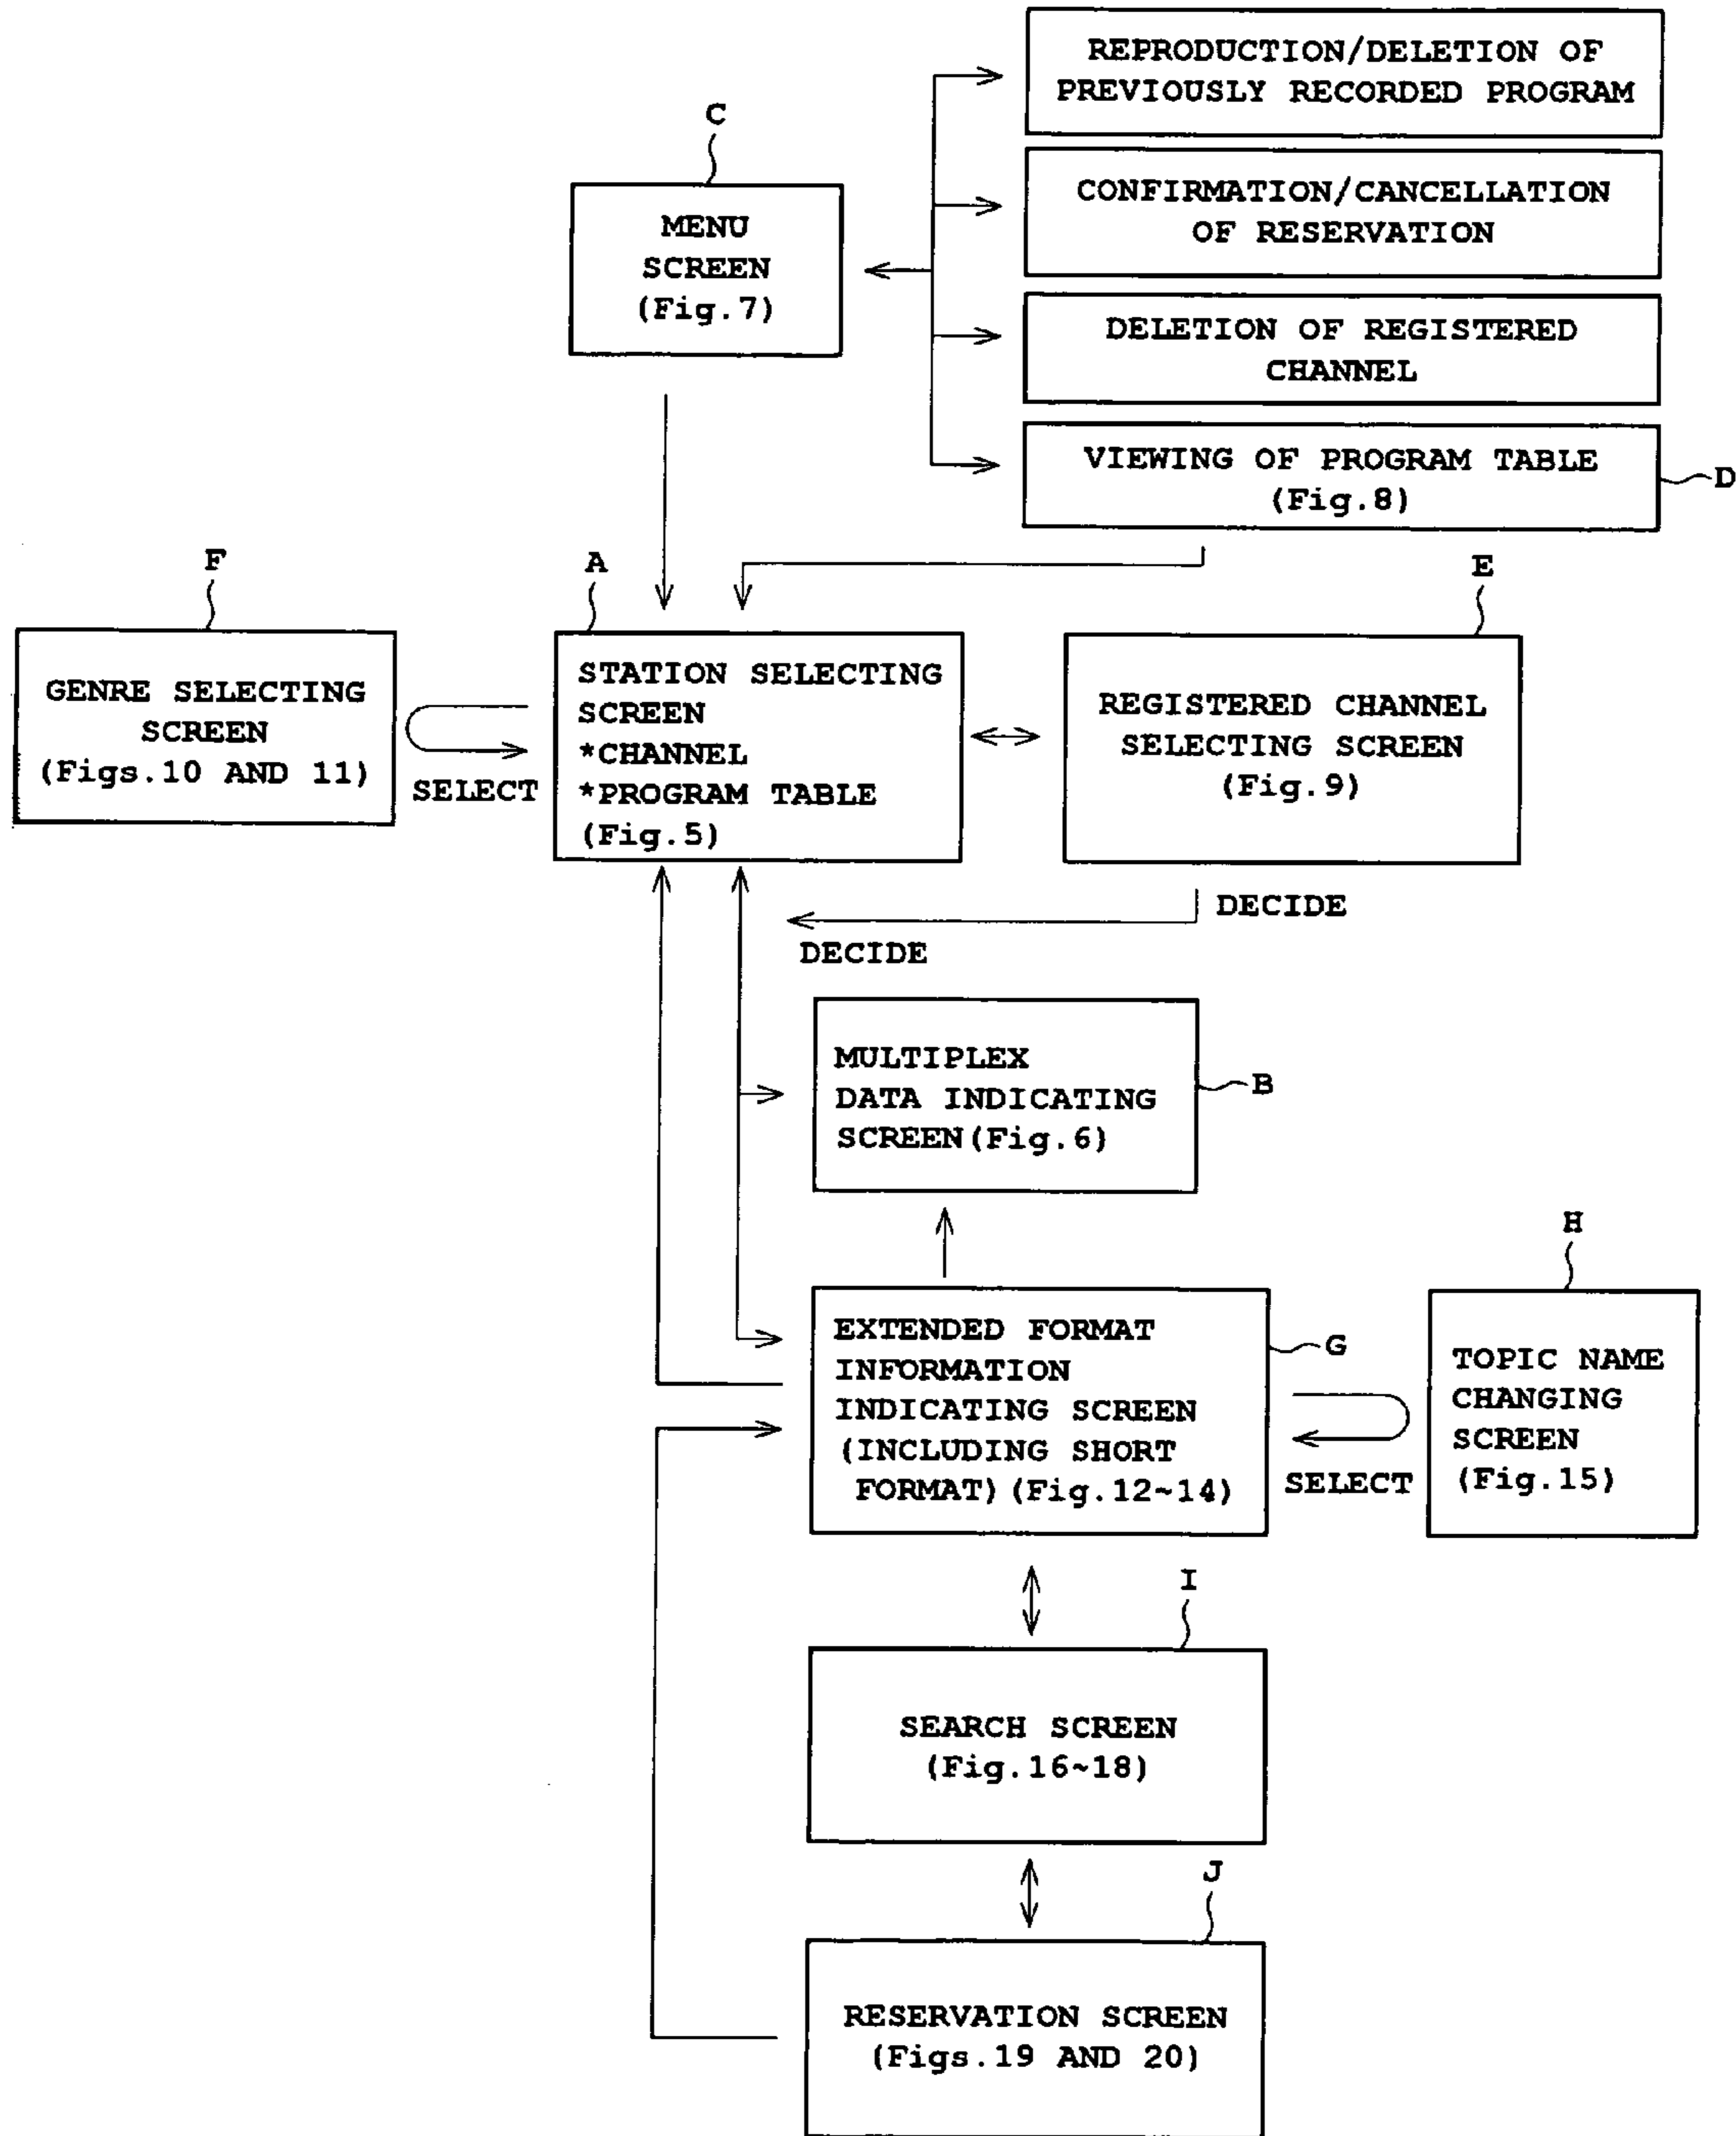 REPRODUCTION/DELETION OF
PREVIOUSLY RECORDED PROGRAM
C
MENU
SCREEN
(Fig.7)
CONFIRMATION/CANCELLATION
OF RESERVATION
DELETION OF REGISTERED
CHANNEL
VIEWING OF PROGRAM TABLE
(Fig.8)
D
F
GENRE SELECTING
SCREEN
(Figs.10 AND 11)
SELECT
A
STATION SELECTING
SCREEN
*CHANNEL
*PROGRAM TABLE
(Fig.5)
E
REGISTERED CHANNEL
SELECTING SCREEN
(Fig.9)
DECIDE
DECIDE
MULTIPLEX
DATA INDICATING
SCREEN(Fig.6)
B
EXTENDED FORMAT
INFORMATION
INDICATING SCREEN
(INCLUDING SHORT
FORMAT)(Fig.12~14)
G
SELECT
H
TOPIC NAME
CHANGING
SCREEN
(Fig.15)
I
SEARCH SCREEN
(Fig.16~18)
J
RESERVATION SCREEN
(Figs.19 AND 20)